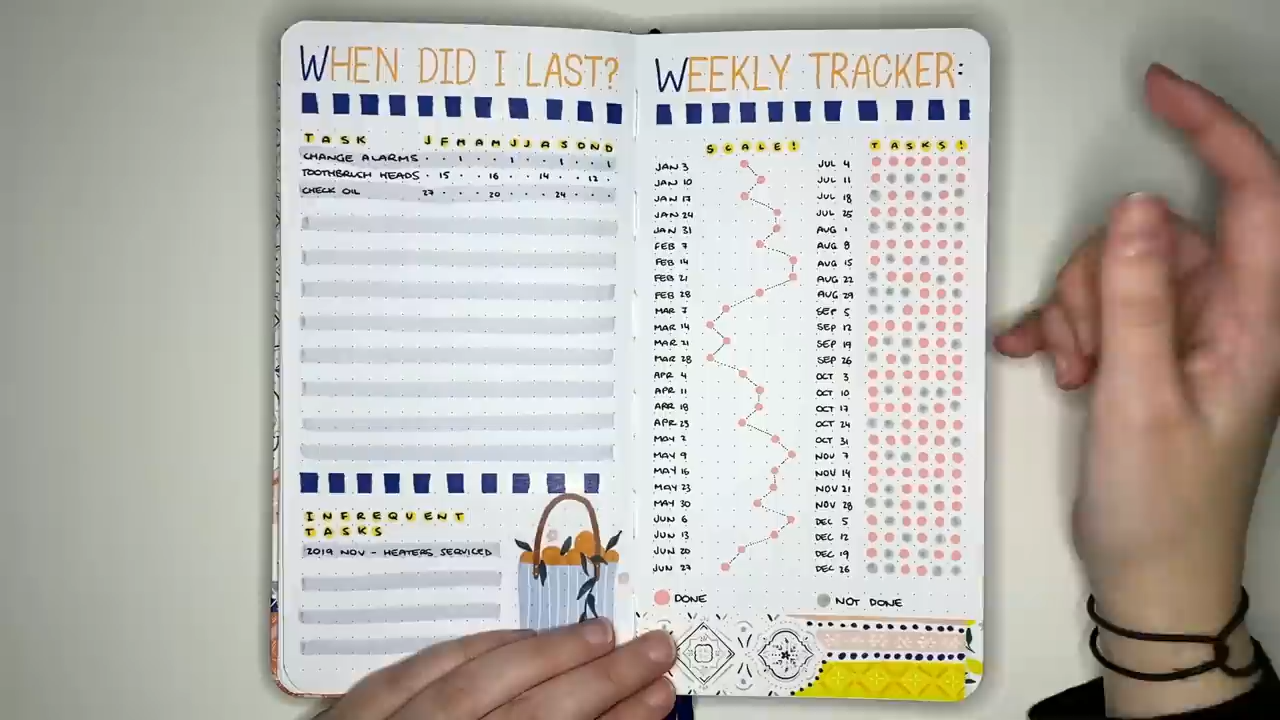 WHEN DID I LAST?
TASK J F M A M J J A S O N D
CHANGE ALARMS · · 1 · · 1 · · 1 · · 1
TOOTHBRUSH HEADS · 15 · · 16 · · 14 · · 12
CHECK OIL 27 · · · 20 · · · 24 · · ·
INFREQUENT
TASKS
2019 NOV - HEATERS SERVICED
WEEKLY TRACKER:
SCALE!
JAN 3
JAN 10
JAN 17
JAN 24
JAN 31
FEB 7
FEB 14
FEB 21
FEB 28
MAR 7
MAR 14
MAR 21
MAR 28
APR 4
APR 11
APR 18
APR 25
MAY 2
MAY 9
MAY 16
MAY 23
MAY 30
JUN 6
JUN 13
JUN 20
JUN 27
TASKS!
JUL 4
JUL 11
JUL 18
JUL 25
AUG 1
AUG 8
AUG 15
AUG 22
AUG 29
SEP 5
SEP 12
SEP 19
SEP 26
OCT 3
OCT 10
OCT 17
OCT 24
OCT 31
NOV 7
NOV 14
NOV 21
NOV 28
DEC 5
DEC 12
DEC 19
DEC 26
DONE
NOT DONE